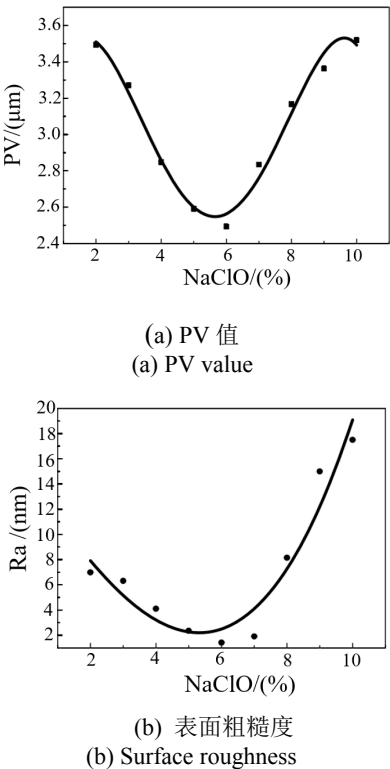 3.6
3.4
3.2
3.0
2.8
2.6
2.4
PV/(μm)
2 4 6 8 10
NaClO/(%)
(a) PV 值
(a) PV value
20
18
16
14
12
10
8
6
4
2
Ra /(nm)
2 4 6 8 10
NaClO/(%)
(b) 表面粗糙度
(b) Surface roughness